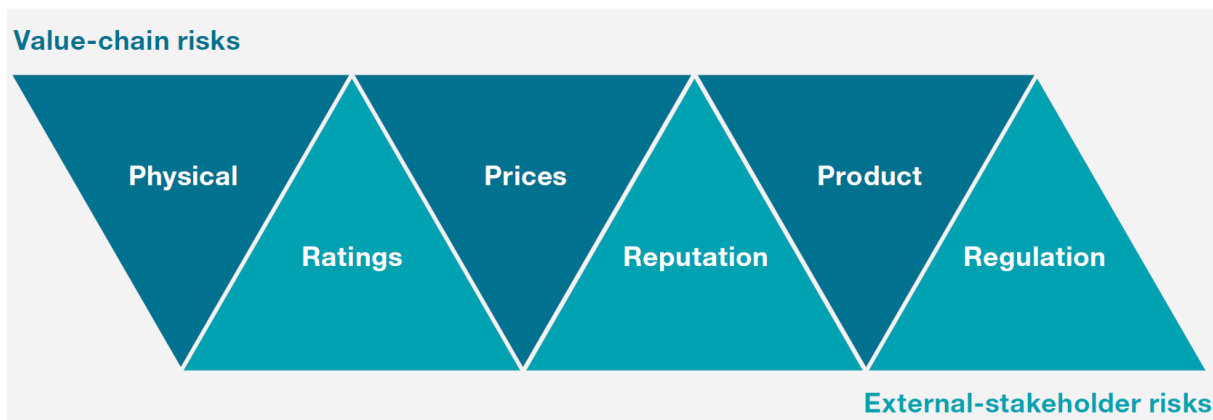 Value-chain risks
Physical
Prices
Product
Ratings
Reputation
Regulation
External-stakeholder risks